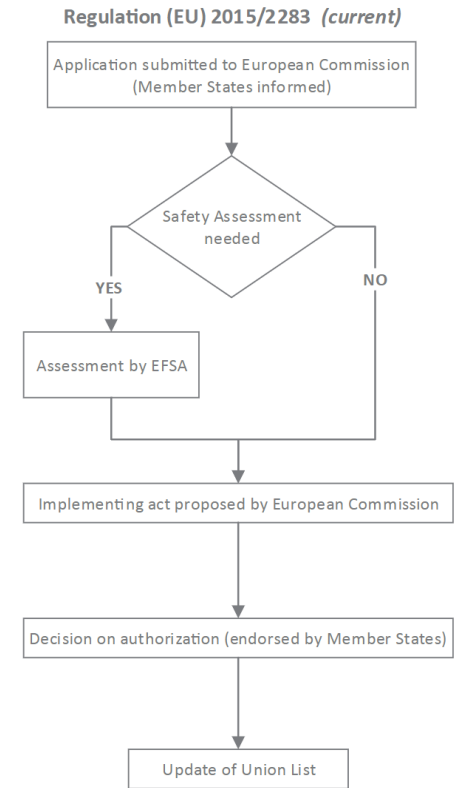 Regulation (EU) 2015/2283 (current)
Application submitted to European Commission
(Member States informed)
Safety Assessment
needed
YES
NO
Assessment by EFSA
Implementing act proposed by European Commission
Decision on authorization (endorsed by Member States)
Update of Union List